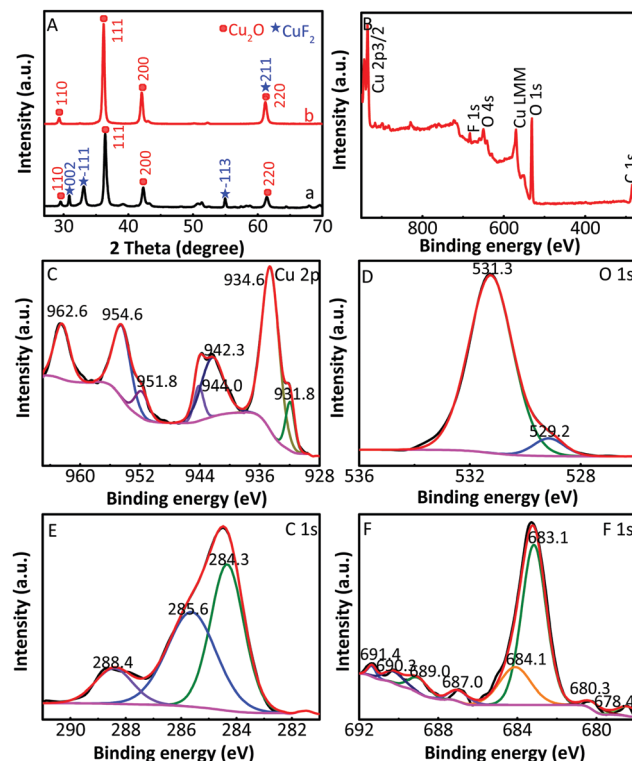 A
Cu2O ★CuF2
110
111
200
★211
220
b
110
★002
★-111
111
200
★-113
220
a
30 40 50 60 70
2 Theta (degree)
Intensity (a.u.)
B
Cu 2p3/2
F 1s
O 4s
Cu LMM
O 1s
C 1s
800 600 400
Binding energy (eV)
Intensity (a.u.)
C
Cu 2p
962.6
954.6
951.8
942.3
944.0
934.6
931.8
960 952 944 936 928
Binding energy (eV)
Intensity (a.u.)
D
O 1s
531.3
529.2
536 532 528
Binding energy (eV)
Intensity (a.u.)
E
C 1s
288.4
285.6
284.3
290 288 286 284 282
Binding energy (eV)
Intensity (a.u.)
F
F 1s
691.4
690.3
689.0
687.0
684.1
683.1
680.3
678.4
692 688 684 680
Binding energy (eV)
Intensity (a.u.)